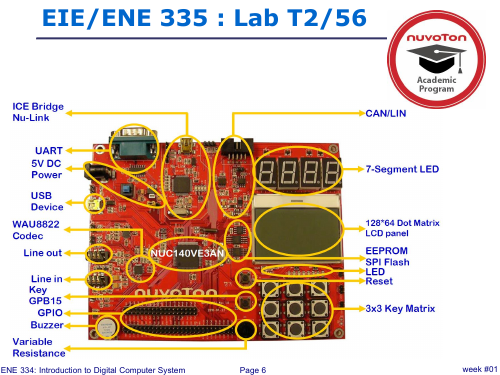 EIE/ENE 335 : Lab T2/56
nuvoTon
Academic
Program
ICE Bridge
Nu-Link
CAN/LIN
UART
5V DC
Power
7-Segment LED
USB
Device
WAU8822
Codec
128*64 Dot Matrix
LCD panel
Line out
NUC140VE3AN
EEPROM
SPI Flash
LED
Line in
Reset
Key
nuvoTon
GPB15
GPIO
3x3 Key Matrix
Buzzer
Variable
Resistance
ENE 334: Introduction to Digital Computer System
Page 6
week #01